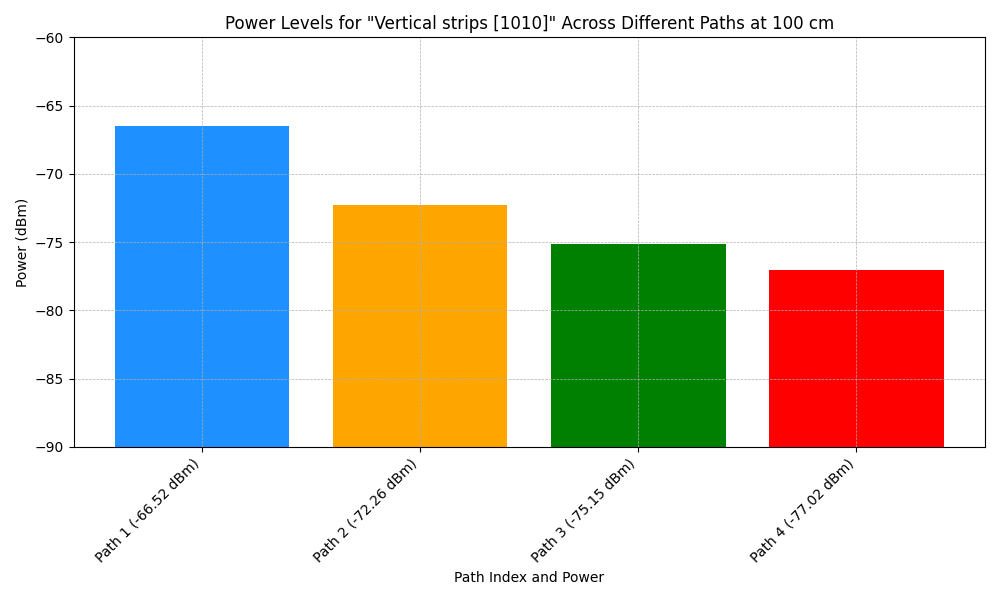 Power Levels for "Vertical strips [1010]" Across Different Paths at 100 cm
Power (dBm)
−60
−65
−70
−75
−80
−85
−90
Path 1 (-66.52 dBm)
Path 2 (-72.26 dBm)
Path 3 (-75.15 dBm)
Path 4 (-77.02 dBm)
Path Index and Power